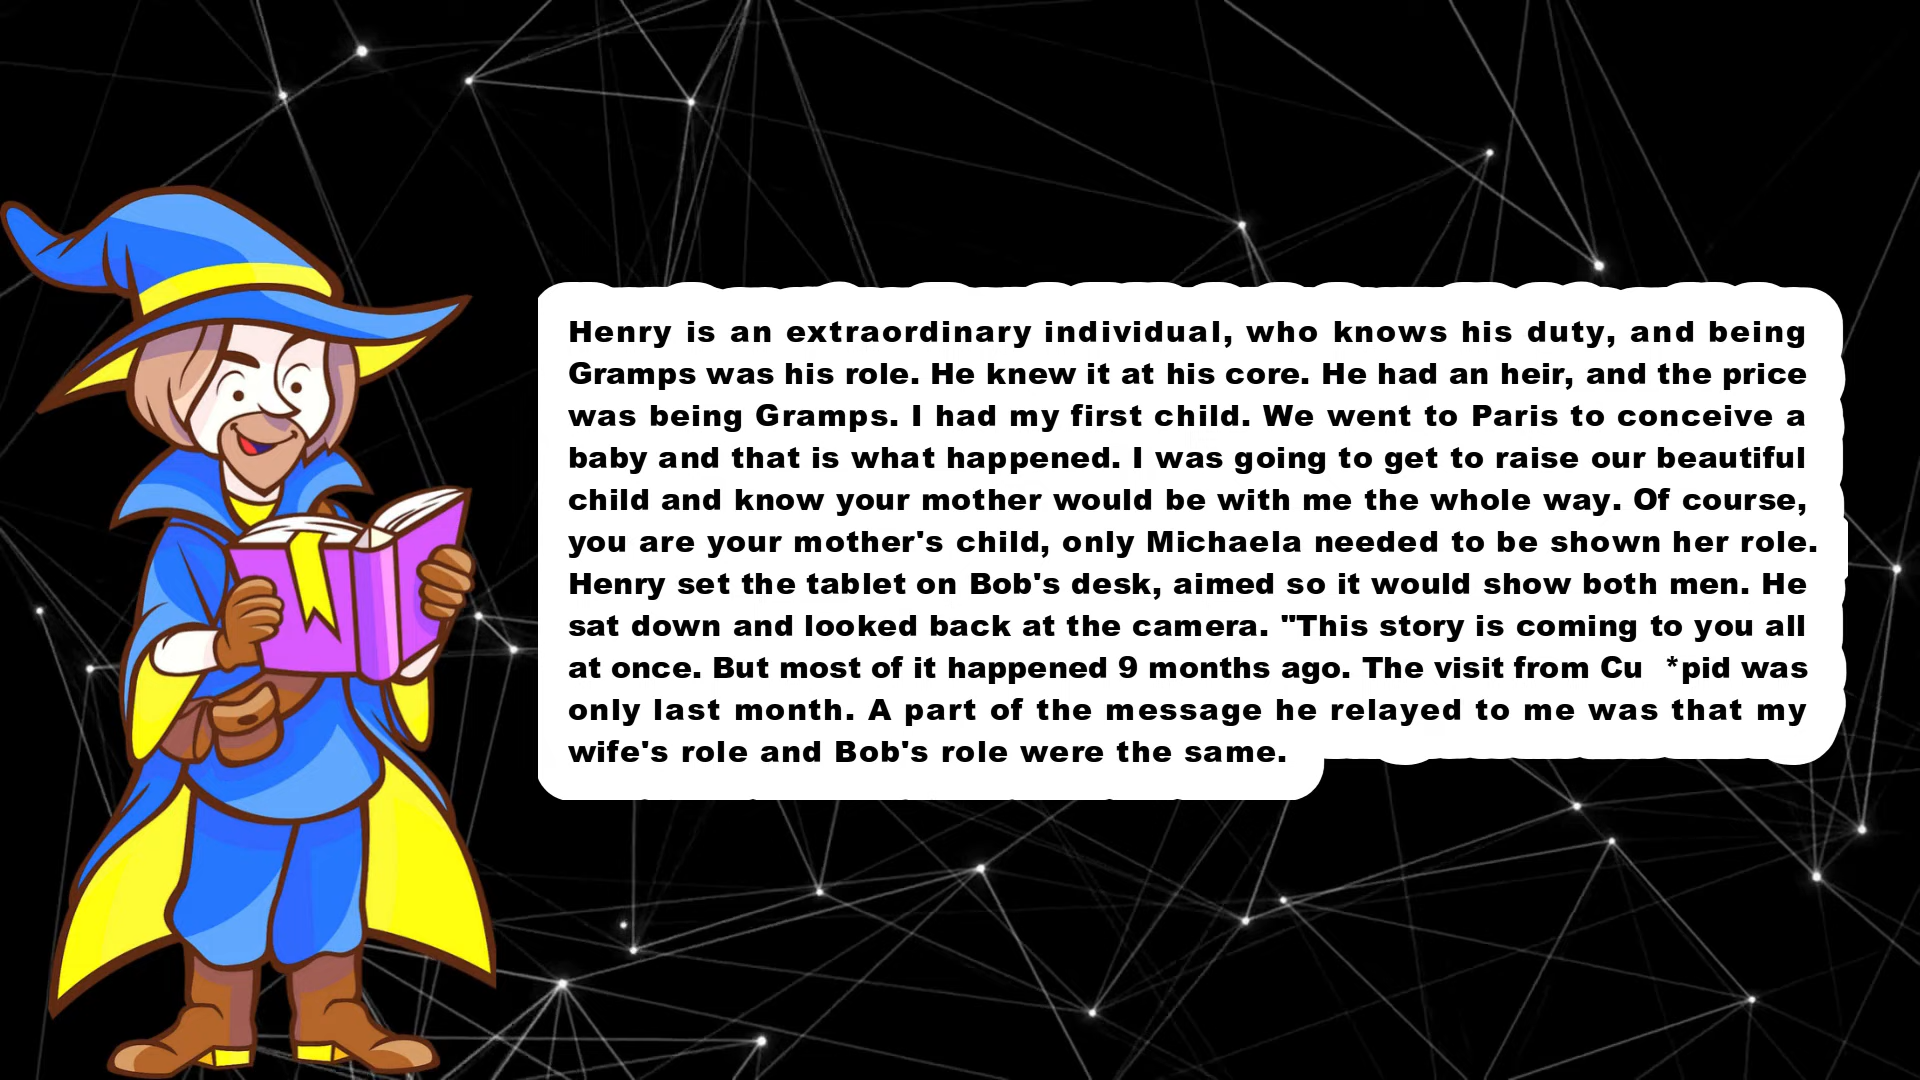 Henry is an extraordinary individual, who knows his duty, and being
Gramps was his role. He knew it at his core. He had an heir, and the price
was being Gramps. I had my first child. We went to Paris to conceive a
baby and that is what happened. I was going to get to raise our beautiful
child and know your mother would be with me the whole way. Of course,
you are your mother's child, only Michaela needed to be shown her role.
Henry set the tablet on Bob's desk, aimed so it would show both men. He
sat down and looked back at the camera. "This story is coming to you all
at once. But most of it happened 9 months ago. The visit from Cu  *pid was
only last month. A part of the message he relayed to me was that my
wife's role and Bob's role were the same.